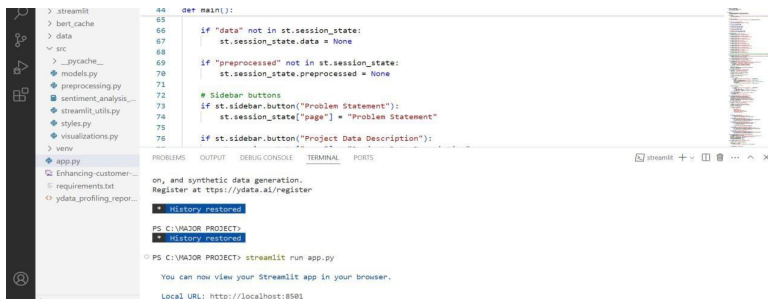 .streamlit
bert_cache
data
src
__pycache__
models.py
preprocessing.py
sentiment_analysis_...
streamlit_utils.py
styles.py
visualizations.py
venv
app.py
Enhancing-customer-...
requirements.txt
ydata_profiling_repor...
44 def main():
65
66 if "data" not in st.session_state:
67 st.session_state.data = None
68
69 if "preprocessed" not in st.session_state:
70 st.session_state.preprocessed = None
71
72 # Sidebar buttons
73 if st.sidebar.button("Problem Statement"):
74 st.session_state["page"] = "Problem Statement"
75
76 if st.sidebar.button("Project Data Description"):
PROBLEMS OUTPUT DEBUG CONSOLE TERMINAL PORTS
streamlit
on, and synthetic data generation.
Register at ttps://ydata.ai/register
* History restored
PS C:\MAJOR PROJECT>
* History restored
PS C:\MAJOR PROJECT> streamlit run app.py
You can now view your Streamlit app in your browser.
Local URL: http://localhost:8501